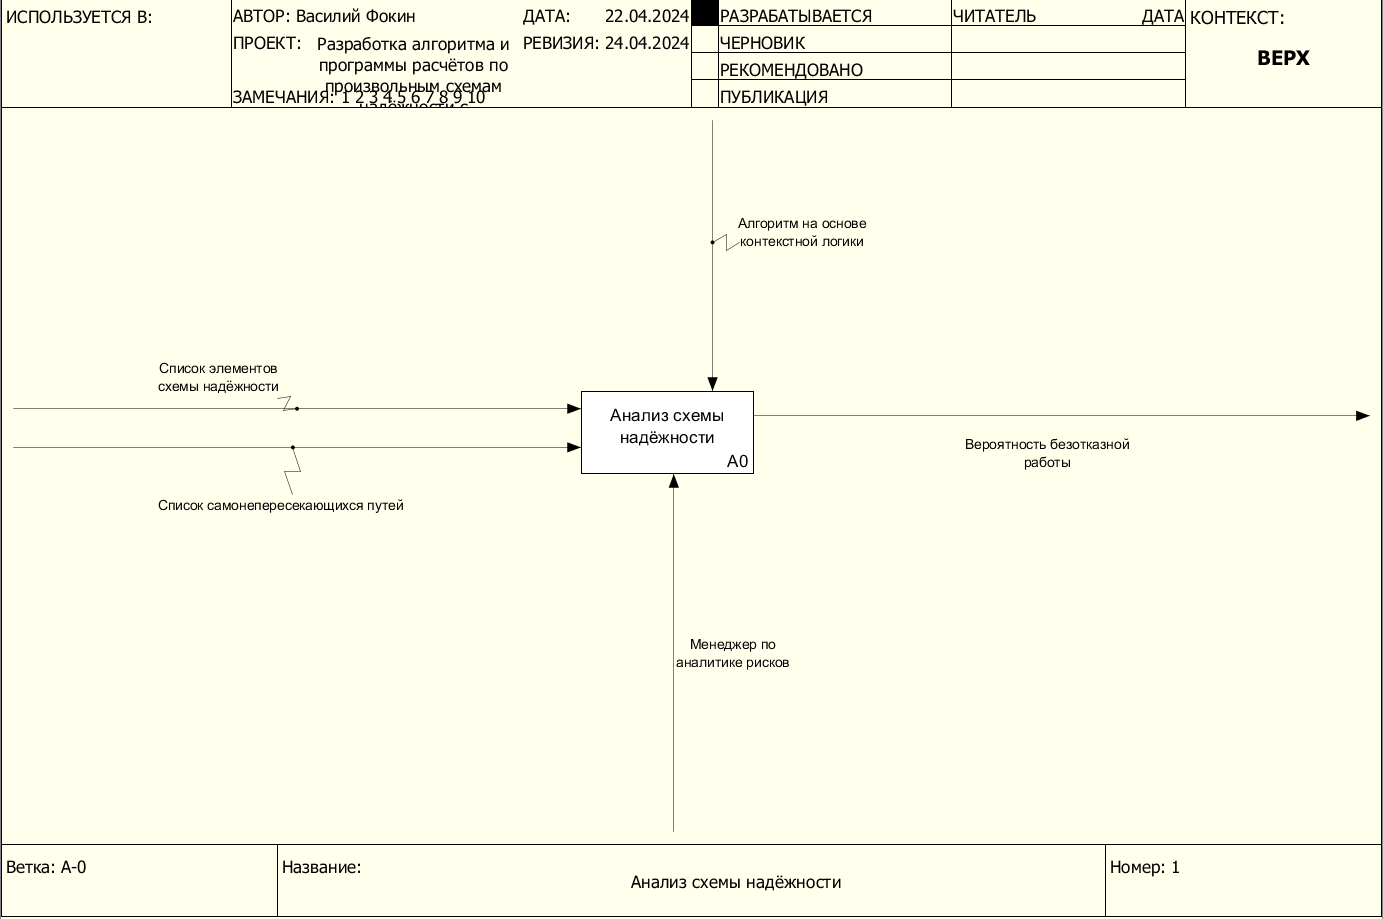 ИСПОЛЬЗУЕТСЯ В:
АВТОР: Василий Фокин
ДАТА: 22.04.2024
ПРОЕКТ: Разработка алгоритма и
программы расчётов по
произвольным схемам
надёжности с
РЕВИЗИЯ: 24.04.2024
ЗАМЕЧАНИЯ: 1 2 3 4 5 6 7 8 9 10
РАЗРАБАТЫВАЕТСЯ
ЧЕРНОВИК
РЕКОМЕНДОВАНО
ПУБЛИКАЦИЯ
ЧИТАТЕЛЬ ДАТА
КОНТЕКСТ:
ВЕРХ
Алгоритм на основе
контекстной логики
Список элементов
схемы надёжности
Анализ схемы
надёжности
A0
Вероятность безотказной
работы
Список самонепересекающихся путей
Менеджер по
аналитике рисков
Ветка: A-0
Название:
Анализ схемы надёжности
Номер: 1